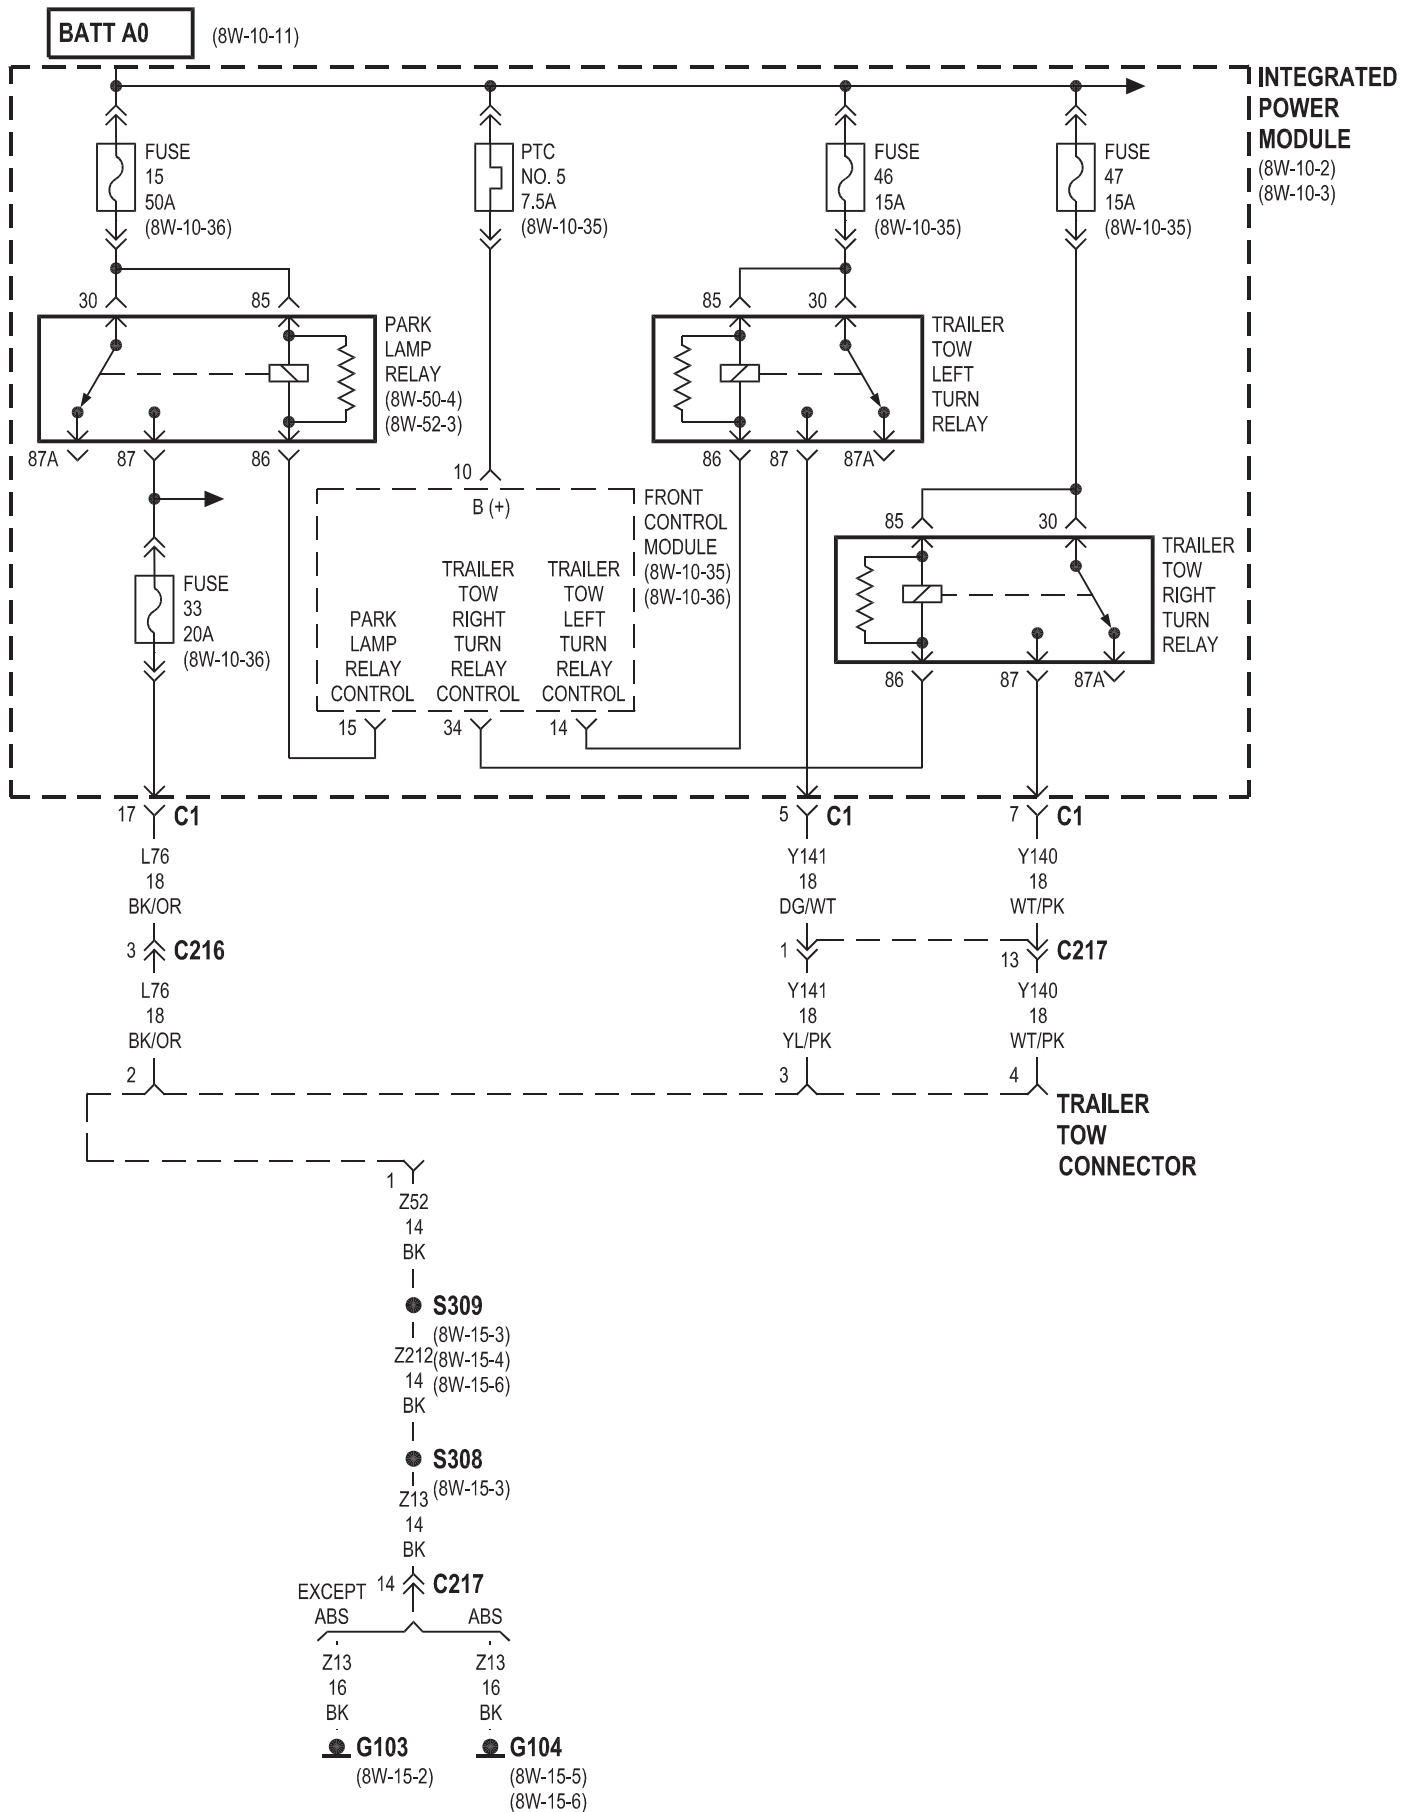 BATT A0
(8W-10-11)
INTEGRATED
POWER
MODULE
(8W-10-2)
(8W-10-3)
FUSE
15
50A
(8W-10-36)
PTC
NO. 5
7.5A
(8W-10-35)
FUSE
46
15A
(8W-10-35)
FUSE
47
15A
(8W-10-35)
30
85
PARK
LAMP
RELAY
(8W-50-4)
(8W-52-3)
87A
87
86
85
30
TRAILER
TOW
LEFT
TURN
RELAY
86
87
87A
10
B (+)
FRONT
CONTROL
MODULE
(8W-10-35)
(8W-10-36)
PARK
LAMP
RELAY
CONTROL
TRAILER
TOW
RIGHT
TURN
RELAY
CONTROL
TRAILER
TOW
LEFT
TURN
RELAY
CONTROL
15
34
14
85
30
TRAILER
TOW
RIGHT
TURN
RELAY
86
87
87A
FUSE
33
20A
(8W-10-36)
17
C1
5
C1
7
C1
L76
18
BK/OR
Y141
18
DG/WT
Y140
18
WT/PK
3
C216
1
13
C217
L76
18
BK/OR
Y141
18
YL/PK
Y140
18
WT/PK
2
3
4
TRAILER
TOW
CONNECTOR
1
Z52
14
BK
S309
(8W-15-3)
(8W-15-4)
(8W-15-6)
Z212
14
BK
S308
(8W-15-3)
Z13
14
BK
14
C217
EXCEPT
ABS
ABS
Z13
16
BK
Z13
16
BK
G103
(8W-15-2)
G104
(8W-15-5)
(8W-15-6)